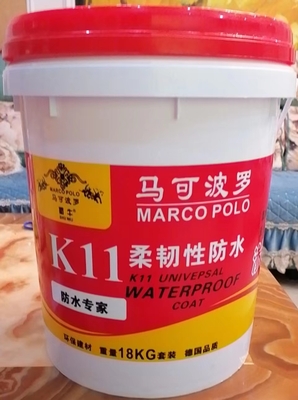 MARCO POLO
马可波罗
马可波罗
MARCO POLO
K11
柔韧性防水
K11 UNIVEPSAL
WATERPROOF
COAT
防水专家
环保建材 重量18KG套装 德国品质